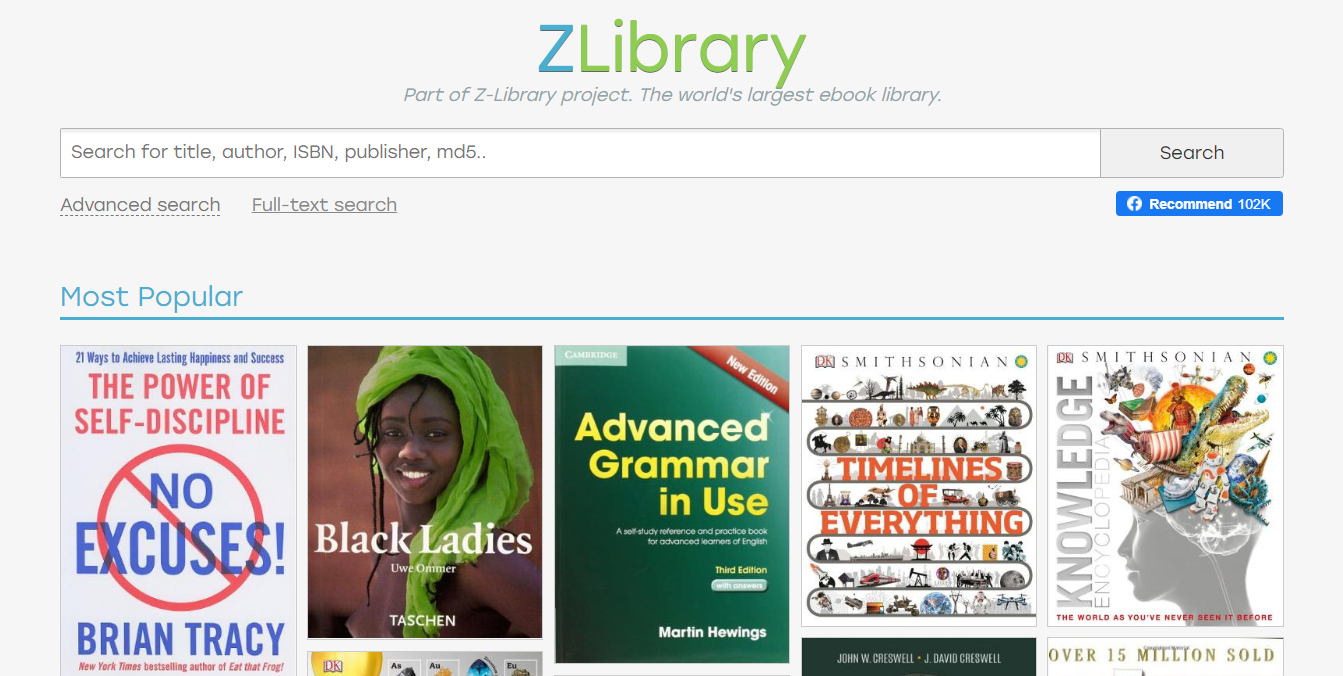 ZLibrary
Part of Z-Library project. The world's largest ebook library.
Search for title, author, ISBN, publisher, md5..
Search
Advanced search
Full-text search
Recommend 102K
Most Popular
21 Ways to Achieve Lasting Happiness and Success
THE POWER OF
SELF-DISCIPLINE
NO
EXCUSES!
BRIAN TRACY
New York Times bestselling author of Eat that Frog!
Black Ladies
Uwe Ommer
TASCHEN
CAMBRIDGE
New Edition
Advanced
Grammar
in Use
A self-study reference and practice book
for advanced learners of English
Third Edition
with answers
Martin Hewings
DK SMITHSONIAN
TIMELINES
OF
EVERYTHING
DK SMITHSONIAN
KNOWLEDGE
ENCYCLOPEDIA
THE WORLD AS YOU'VE NEVER SEEN IT BEFORE
DK
As
Au
Eu
JOHN W. CRESWELL • J. DAVID CRESWELL
OVER 15 MILLION SOLD